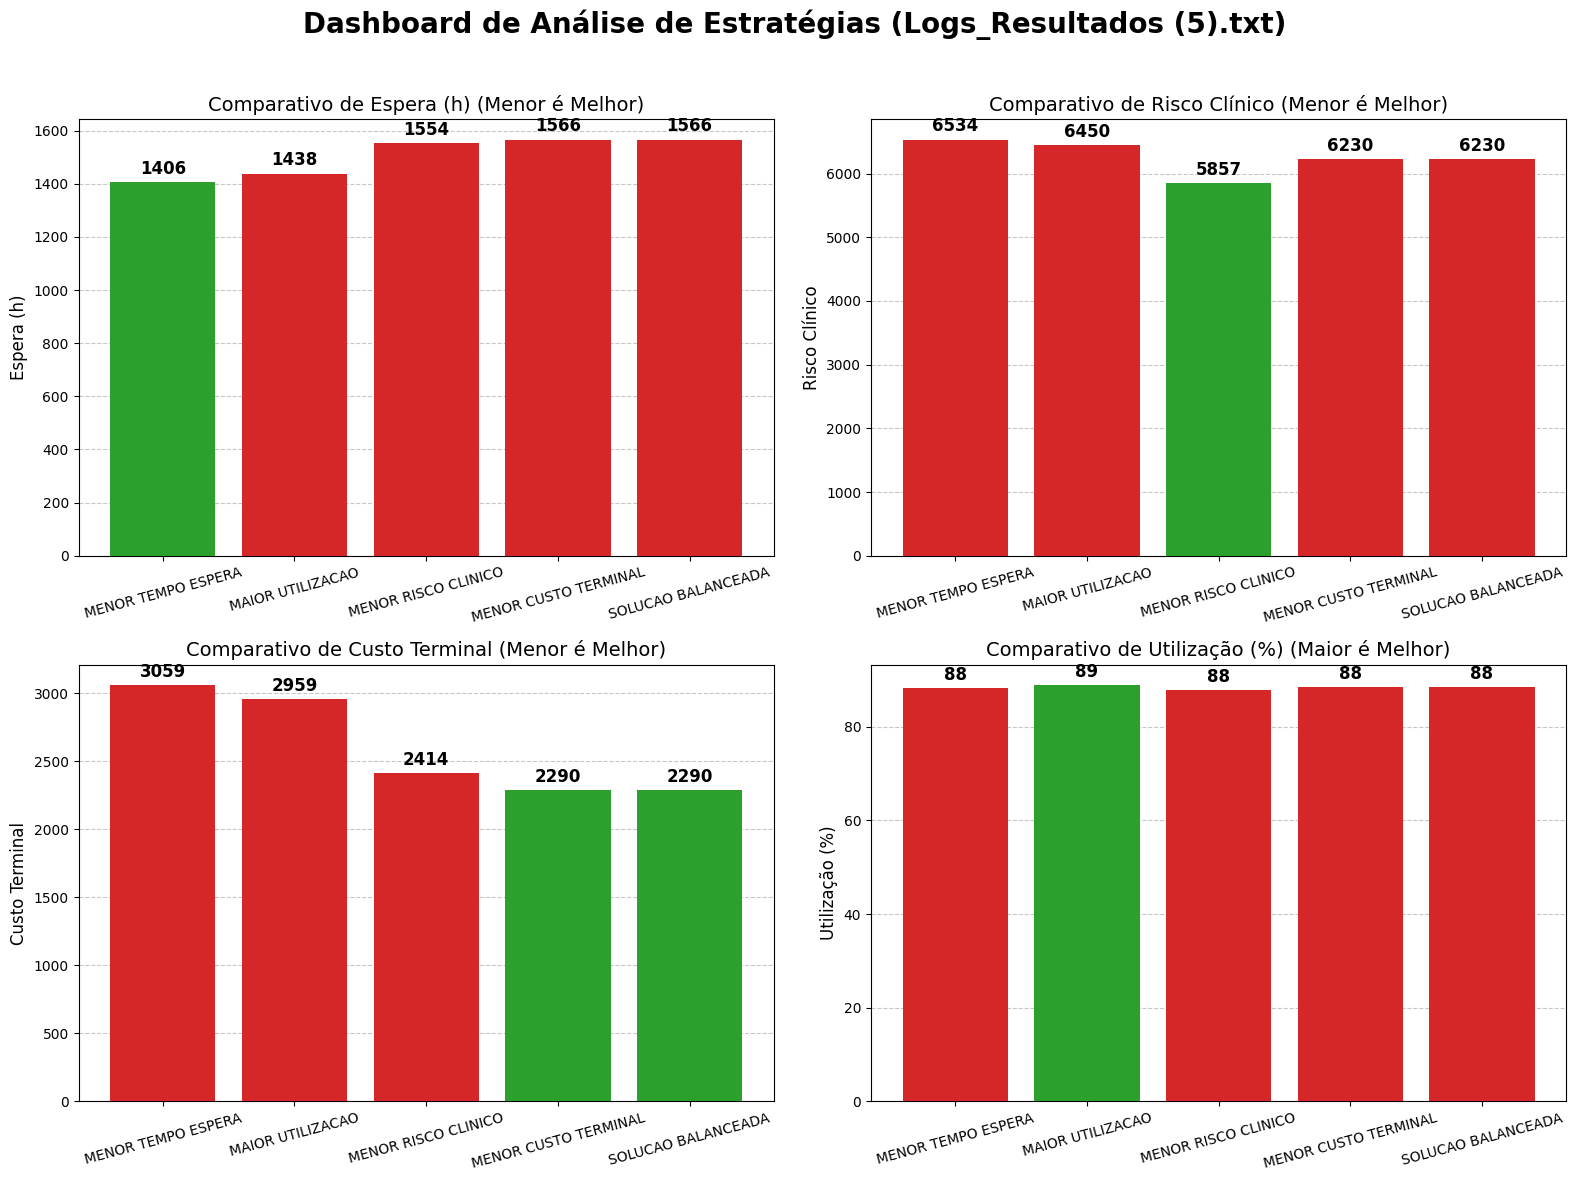 Dashboard de Análise de Estratégias (Logs_Resultados (5).txt)
Comparativo de Espera (h) (Menor é Melhor)
Espera (h)
1600
1400
1200
1000
800
600
400
200
0
1406
1438
1554
1566
1566
MENOR TEMPO ESPERA
MAIOR UTILIZACAO
MENOR RISCO CLINICO
MENOR CUSTO TERMINAL
SOLUCAO BALANCEADA
Comparativo de Risco Clínico (Menor é Melhor)
Risco Clínico
6000
5000
4000
3000
2000
1000
0
6534
6450
5857
6230
6230
MENOR TEMPO ESPERA
MAIOR UTILIZACAO
MENOR RISCO CLINICO
MENOR CUSTO TERMINAL
SOLUCAO BALANCEADA
Comparativo de Custo Terminal (Menor é Melhor)
Custo Terminal
3000
2500
2000
1500
1000
500
0
3059
2959
2414
2290
2290
MENOR TEMPO ESPERA
MAIOR UTILIZACAO
MENOR RISCO CLINICO
MENOR CUSTO TERMINAL
SOLUCAO BALANCEADA
Comparativo de Utilização (%) (Maior é Melhor)
Utilização (%)
80
60
40
20
0
88
89
88
88
88
MENOR TEMPO ESPERA
MAIOR UTILIZACAO
MENOR RISCO CLINICO
MENOR CUSTO TERMINAL
SOLUCAO BALANCEADA